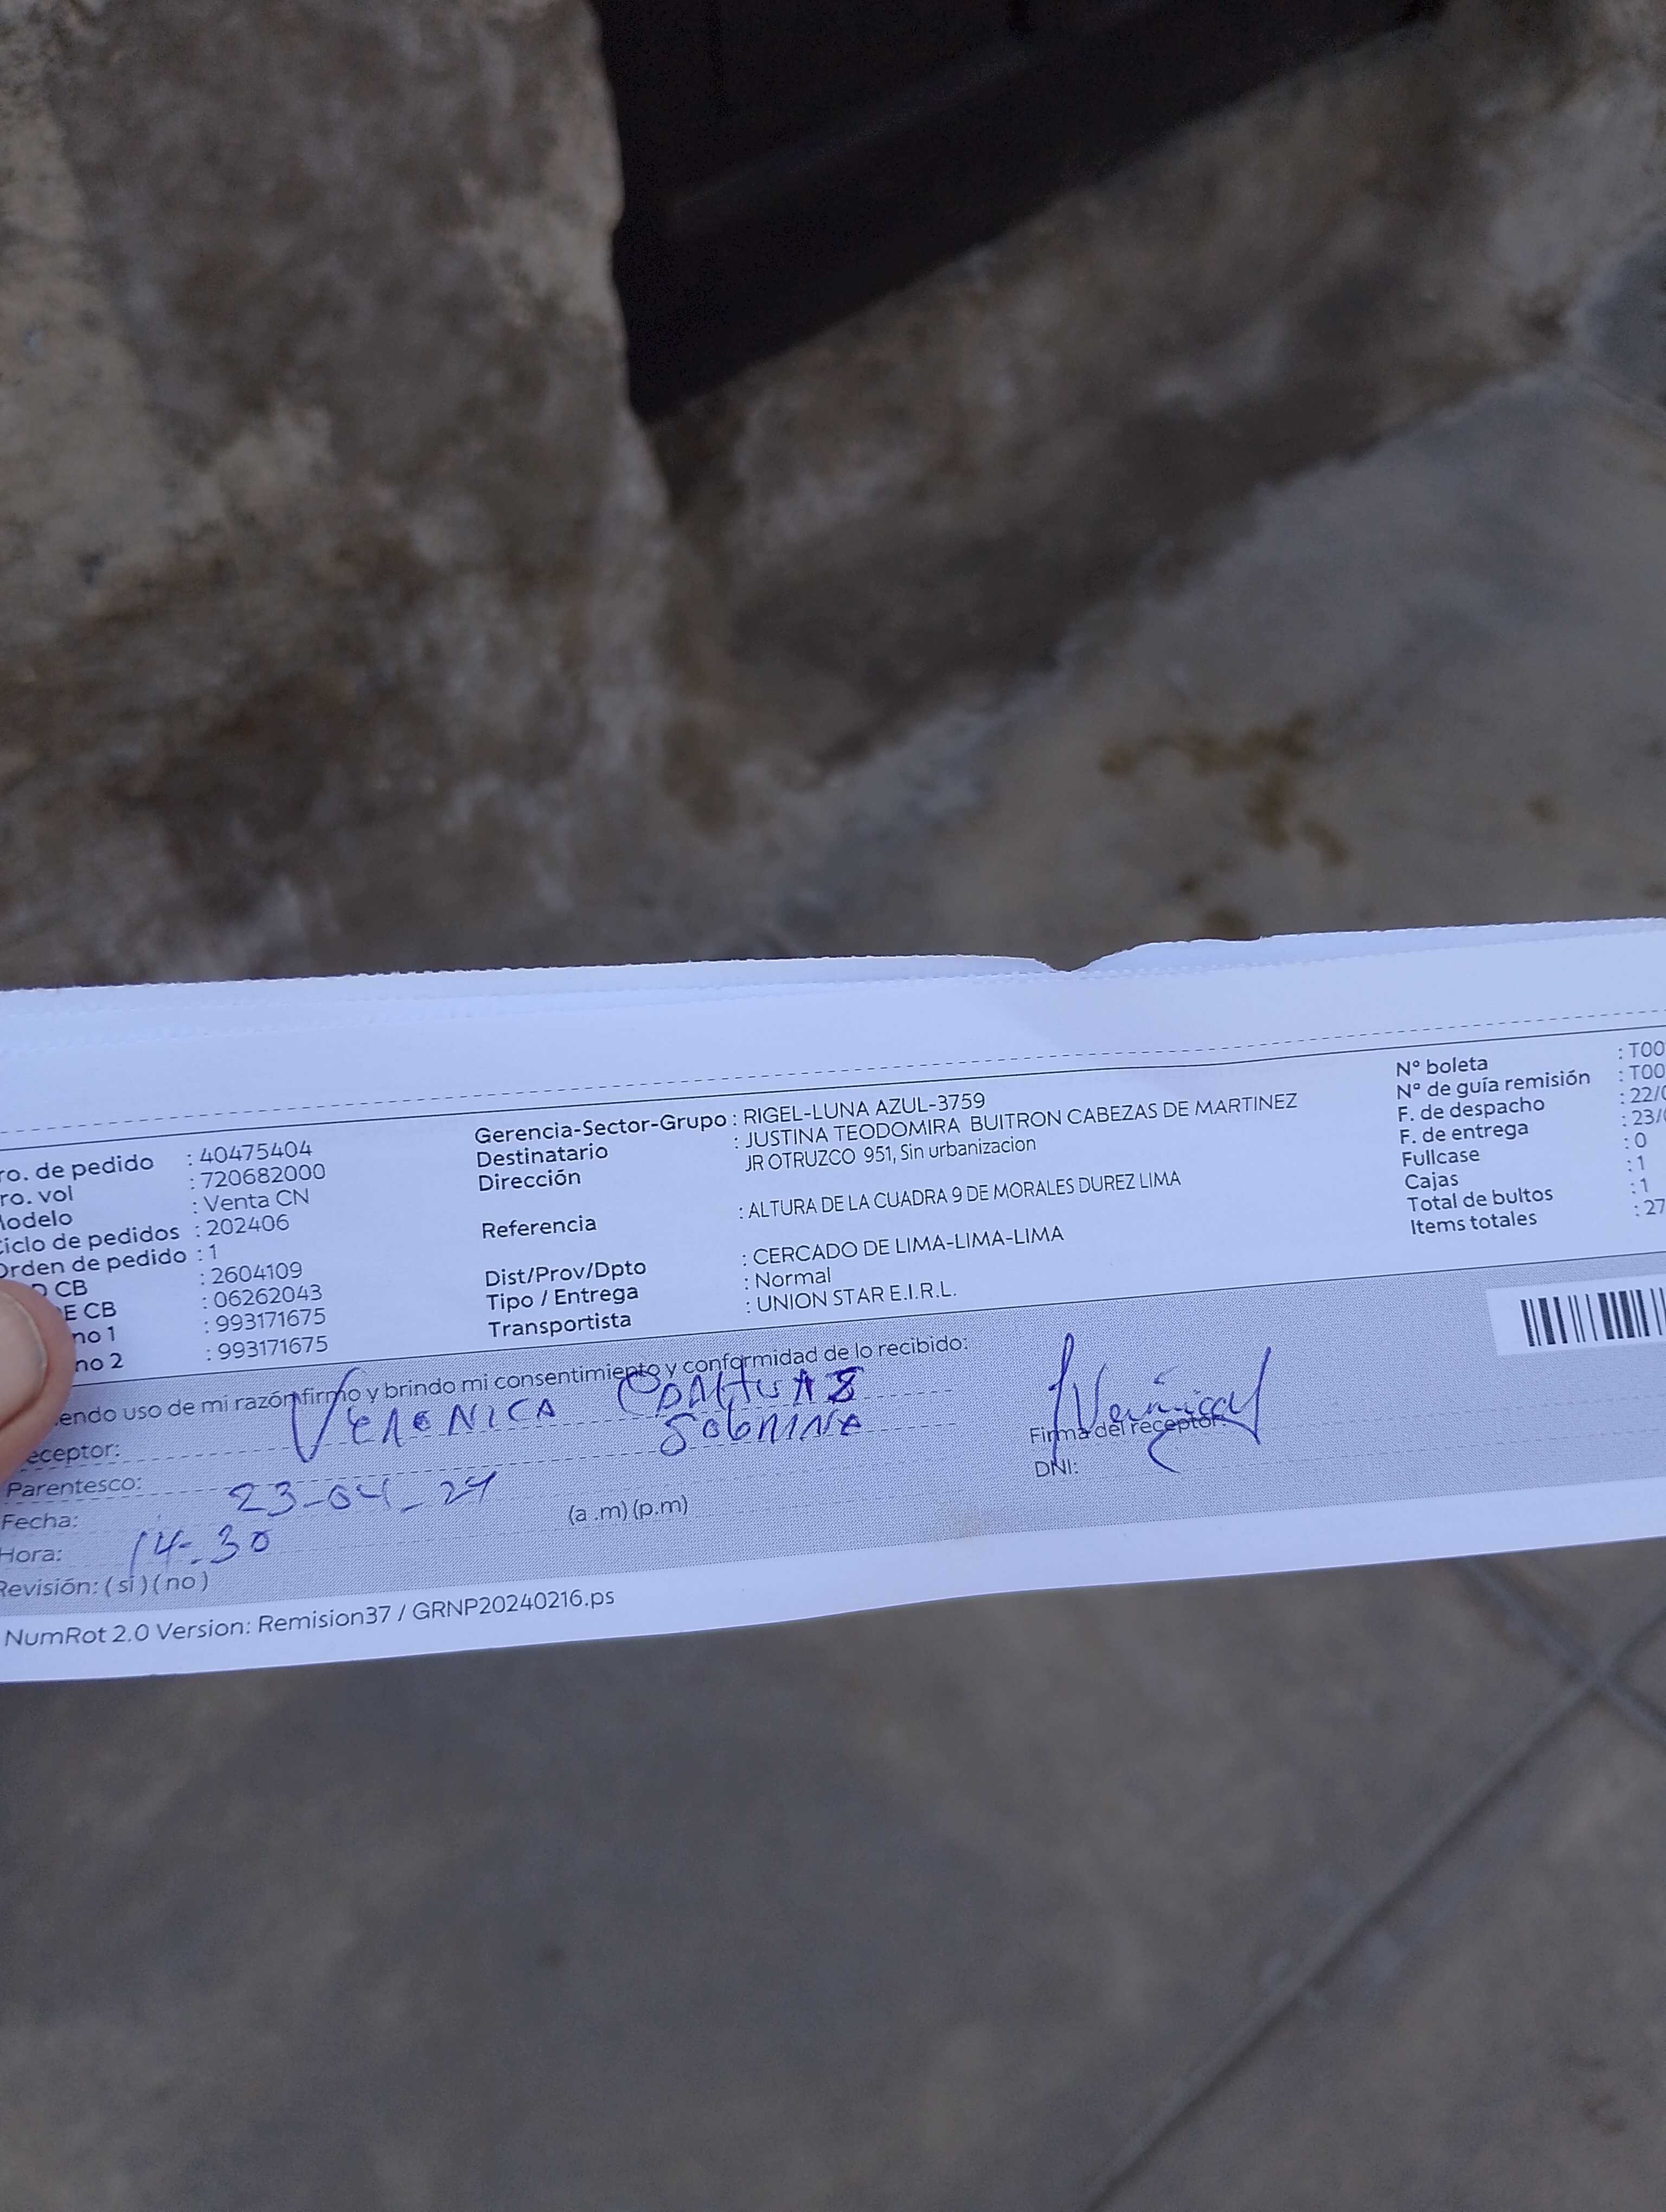 ro. de pedido : 40475404
ro. vol : 720682000
odelo : Venta CN
iclo de pedidos : 202406
Orden de pedido : 1
CB : 2604109
E CB : 06262043
no 1 : 993171675
no 2 : 993171675
Gerencia-Sector-Grupo : RIGEL-LUNA AZUL-3759
Destinatario : JUSTINA TEODOMIRA BUITRON CABEZAS DE MARTINEZ
Dirección JR OTRUZCO 951, Sin urbanizacion
Referencia : ALTURA DE LA CUADRA 9 DE MORALES DUREZ LIMA
Dist/Prov/Dpto : CERCADO DE LIMA-LIMA-LIMA
Tipo / Entrega : Normal
Transportista : UNION STAR E.I.R.L.
N° boleta : T00
N° de guía remisión : T00
F. de despacho : 22/0
F. de entrega : 23/
Fullcase : 0
Cajas : 1
Total de bultos : 1
Items totales : 27
endo uso de mi razón firmo y brindo mi consentimiento y conformidad de lo recibido:
eceptor: VERONICA
Parentesco:
Fecha: 23-04-24
Hora: 14-30 (a .m) (p.m)
Revisión: ( si ) ( no )
Firma del receptor:
DNI:
NumRot 2.0 Version: Remision37 / GRNP20240216.ps